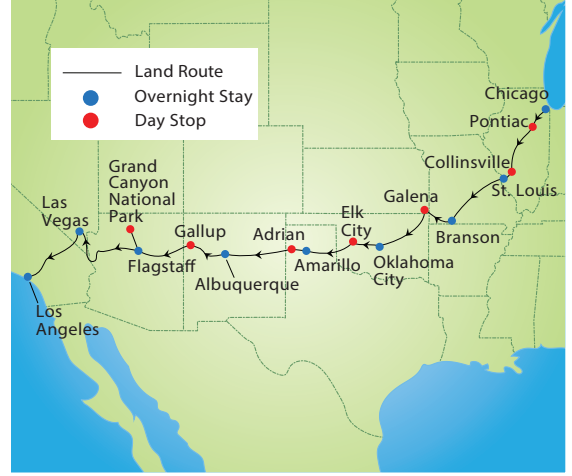 Land Route
Overnight Stay
Day Stop
Chicago
Pontiac
Collinsville
St. Louis
Galena
Branson
Elk
City
Oklahoma
City
Adrian
Amarillo
Albuquerque
Gallup
Grand
Canyon
National
Park
Flagstaff
Las
Vegas
Los
Angeles